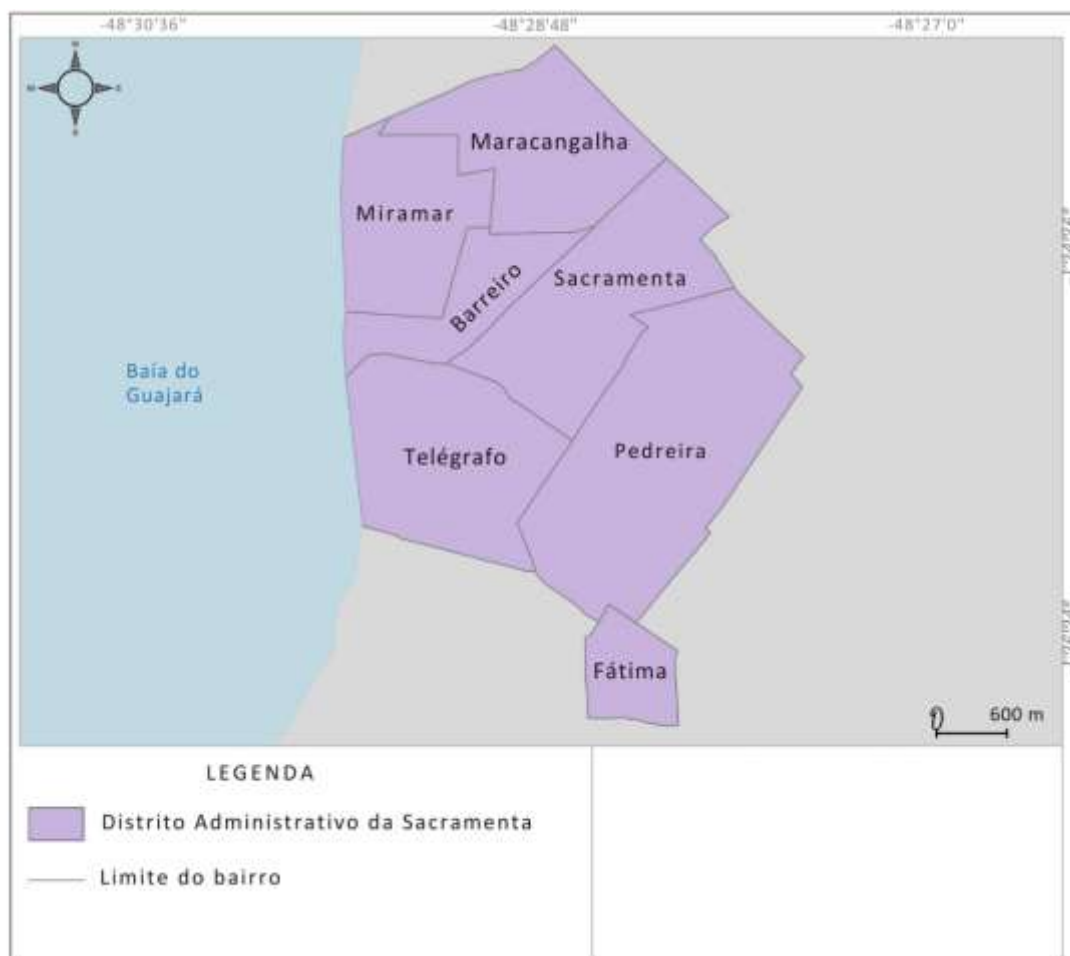 -48°30'36" -48°28'48" -48°27'0"
Maracangalha
Miramar
Sacramenta
Barreiro
Baía do
Guajará
Telégrafo
Pedreira
Fátima
0 600 m
LEGENDA
Distrito Administrativo da Sacramenta
Limite do bairro